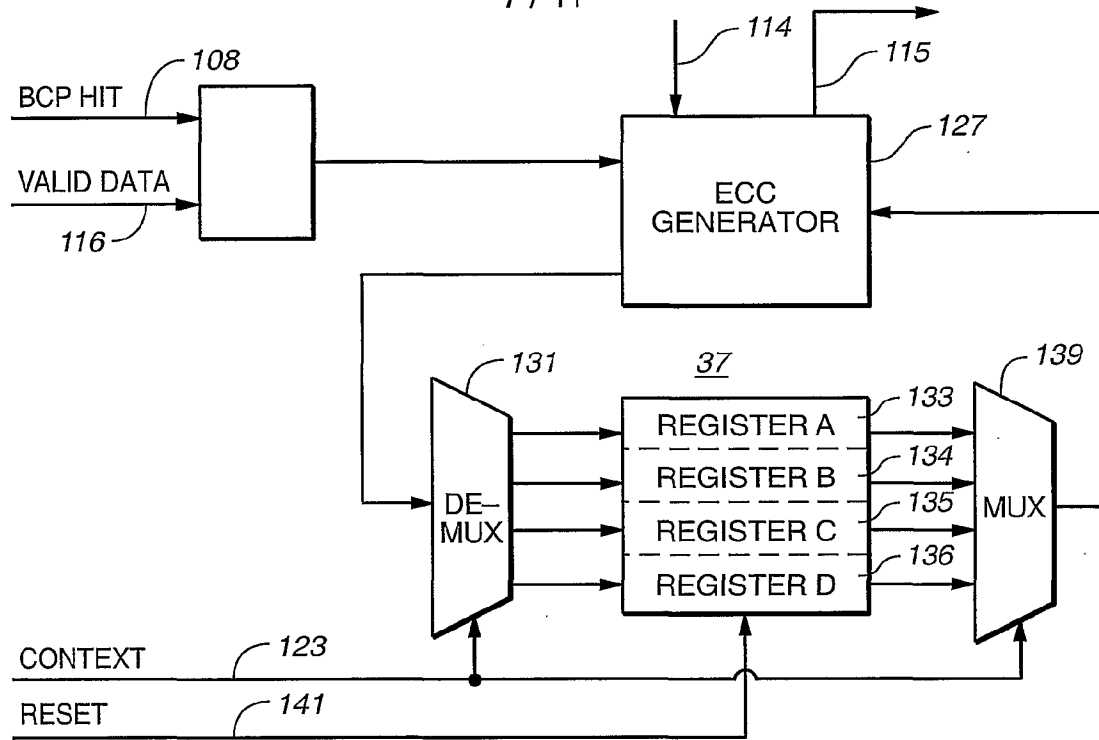 114
115
108
BCP HIT
127
VALID DATA
116
ECC
GENERATOR
131
37
139
133
REGISTER A
134
REGISTER B
DE–
MUX
135
MUX
REGISTER C
136
REGISTER D
CONTEXT
123
RESET
141